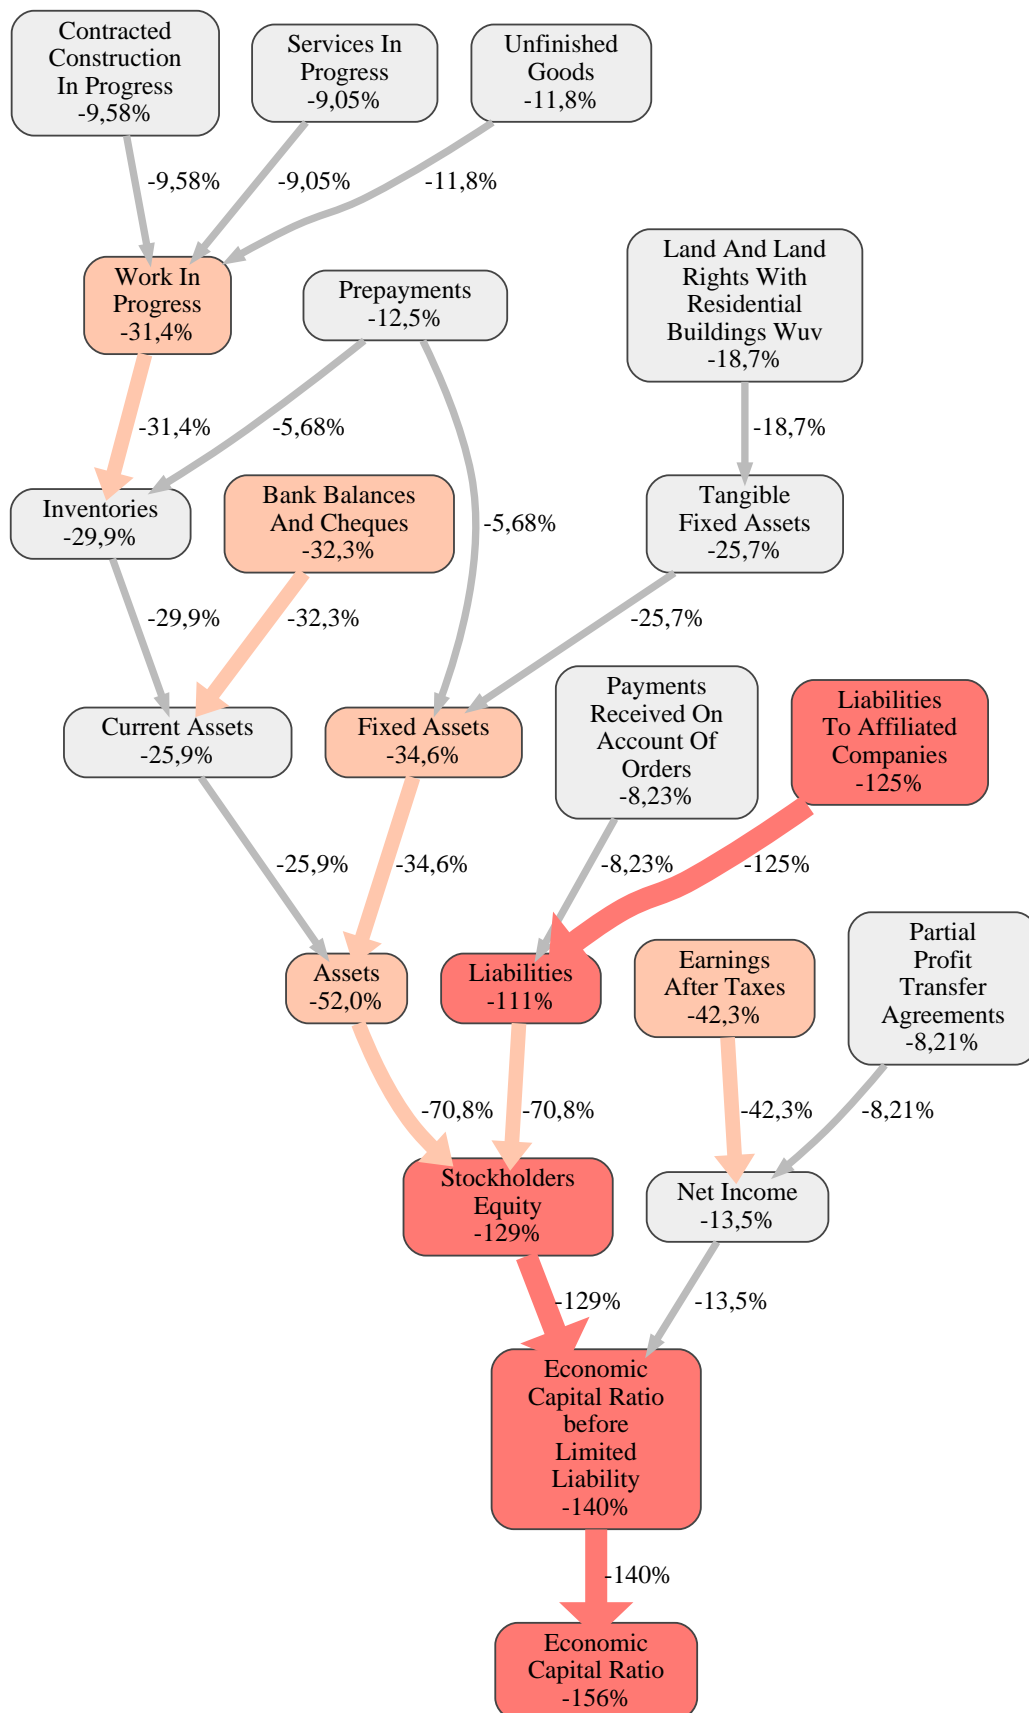 Contracted
Construction
In Progress
-9,58%
Services In
Progress
-9,05%
Unfinished
Goods
-11,8%
-9,58%
-9,05%
-11,8%
Work In
Progress
-31,4%
Prepayments
-12,5%
Land And Land
Rights With
Residential
Buildings Wuv
-18,7%
-31,4%
-5,68%
-18,7%
Inventories
-29,9%
Bank Balances
And Cheques
-32,3%
-5,68%
Tangible
Fixed Assets
-25,7%
-29,9%
-32,3%
-25,7%
Current Assets
-25,9%
Fixed Assets
-34,6%
Payments
Received On
Account Of
Orders
-8,23%
Liabilities
To Affiliated
Companies
-125%
-25,9%
-34,6%
-8,23%
-125%
Assets
-52,0%
Liabilities
-111%
Earnings
After Taxes
-42,3%
Partial
Profit
Transfer
Agreements
-8,21%
-70,8%
-70,8%
-42,3%
-8,21%
Stockholders
Equity
-129%
Net Income
-13,5%
-129%
-13,5%
Economic
Capital Ratio
before
Limited
Liability
-140%
-140%
Economic
Capital Ratio
-156%